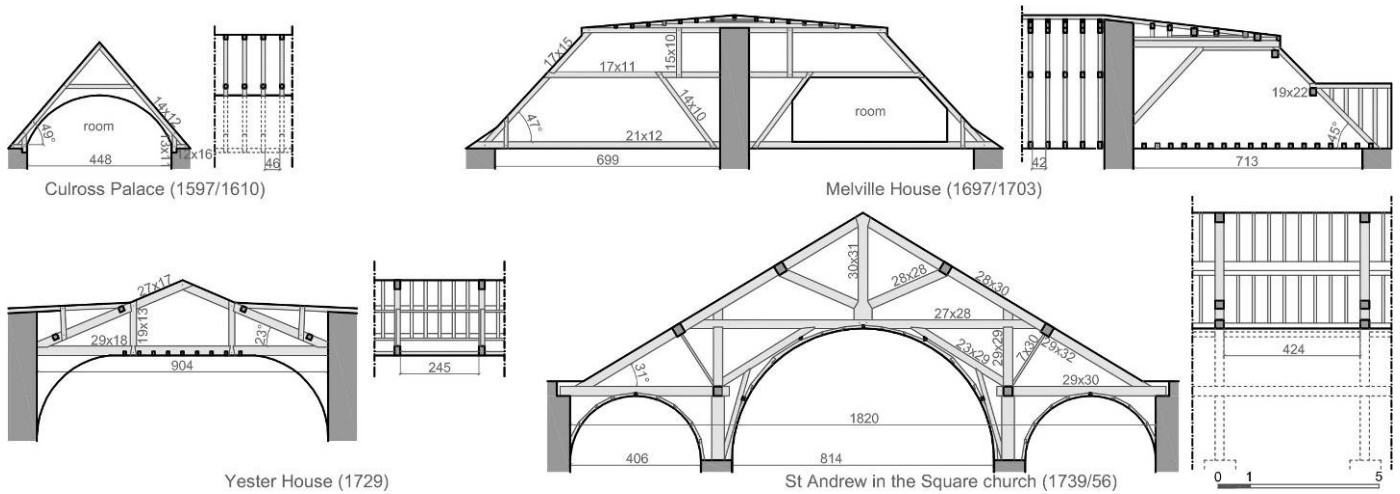 49°
room
14x12
13x11
12x16
448
46
Culross Palace (1597/1610)
17x15
17x11
15x10
14x10
47°
21x12
room
699
19x22
45°
42
713
Melville House (1697/1703)
27x17
29x18
19x13
23°
904
245
Yester House (1729)
30x31
28x28
28x30
27x28
29x29
23x29
7x30
29x32
31°
29x30
1820
406
814
St Andrew in the Square church (1739/56)
424
0 1 5